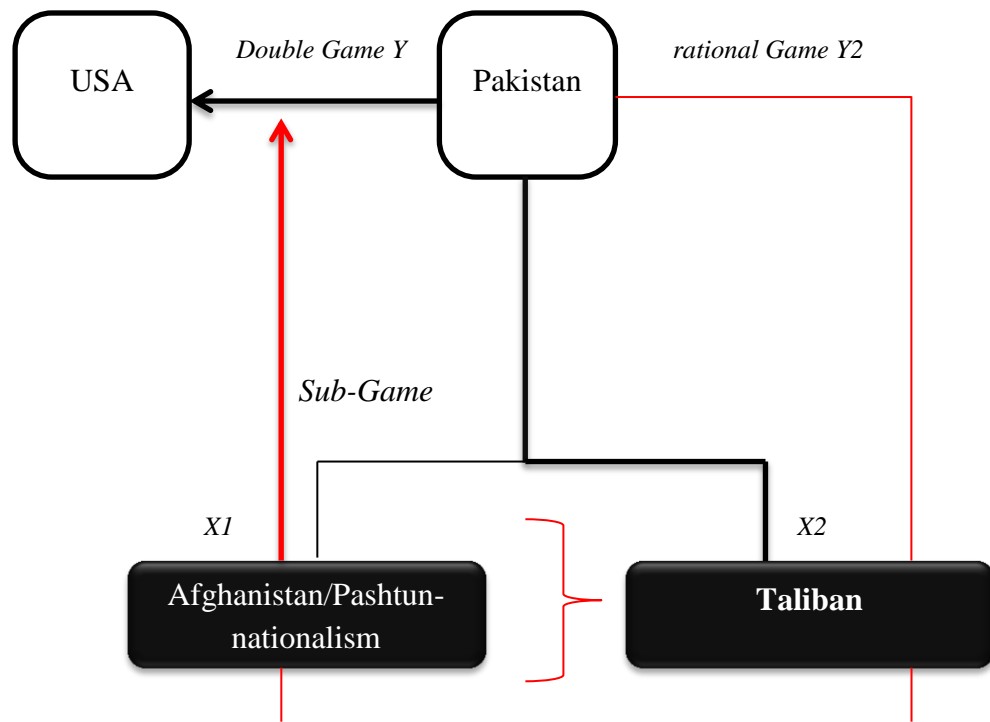 Double Game Y
rational Game Y2
USA
Pakistan
Sub-Game
X1
X2
Afghanistan/Pashtun-
nationalism
Taliban